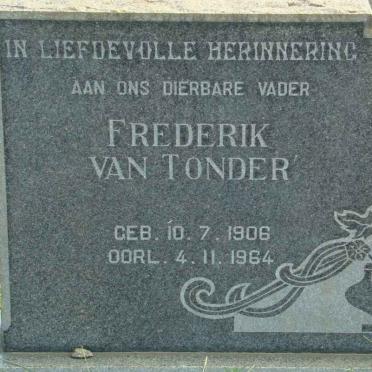 IN LIEFDEVOLLE HERINNERING
AAN ONS DIERBARE VADER
FREDERIK
VAN TONDER
GEB. 10. 7. 1906
OORL. 4. 11. 1964